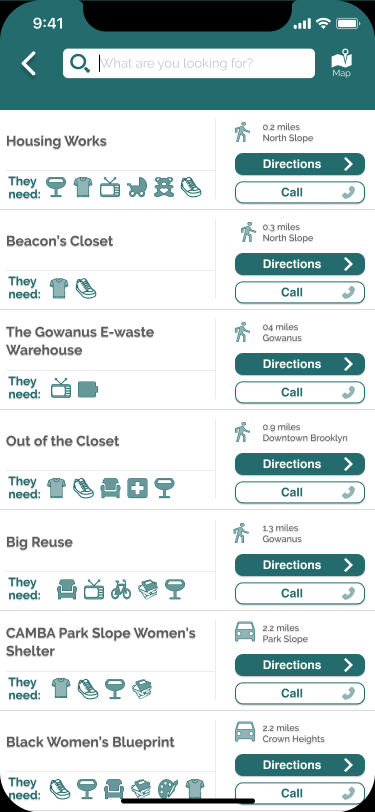 9:41
What are you looking for?
Map
Housing Works
0.2 miles
North Slope
Directions
They
need:
Call
Beacon's Closet
0.3 miles
North Slope
Directions
They
need:
Call
The Gowanus E-waste
Warehouse
04 miles
Gowanus
Directions
They
need:
Call
Out of the Closet
0.9 miles
Downtown Brooklyn
Directions
They
need:
Call
Big Reuse
1.3 miles
Gowanus
Directions
They
need:
Call
CAMBA Park Slope Women's
Shelter
2.2 miles
Park Slope
Directions
They
need:
Call
Black Women's Blueprint
2.2 miles
Crown Heights
Directions
They
need:
Call